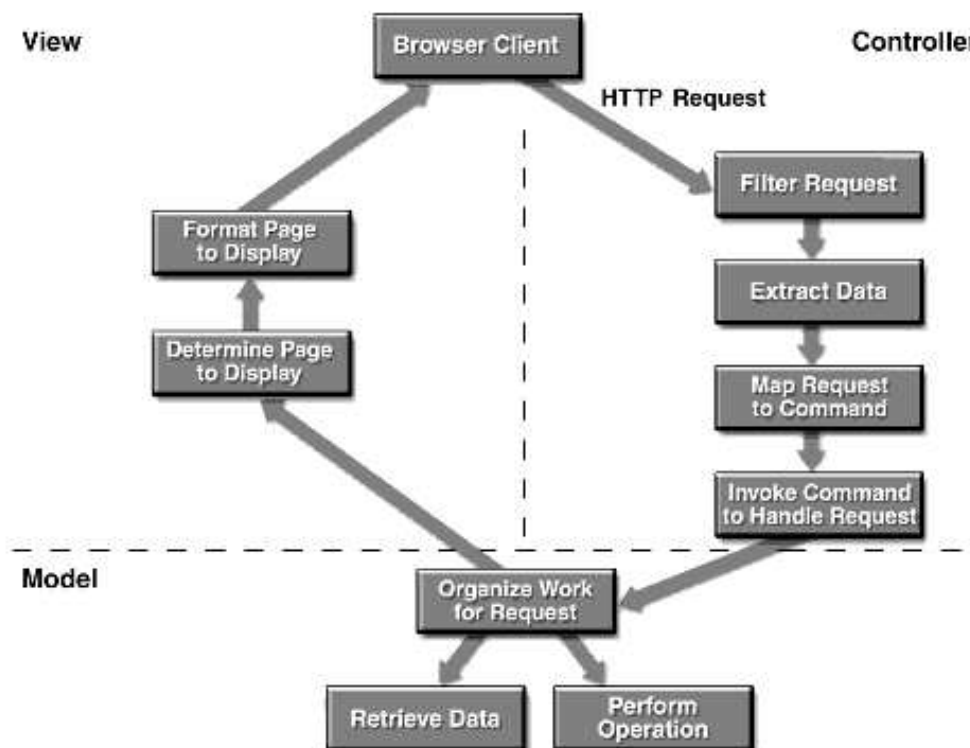 View
Browser Client
Controller
HTTP Request
Filter Request
Format Page
to Display
Extract Data
Determine Page
to Display
Map Request
to Command
Invoke Command
to Handle Request
Model
Organize Work
for Request
Retrieve Data
Perform
Operation